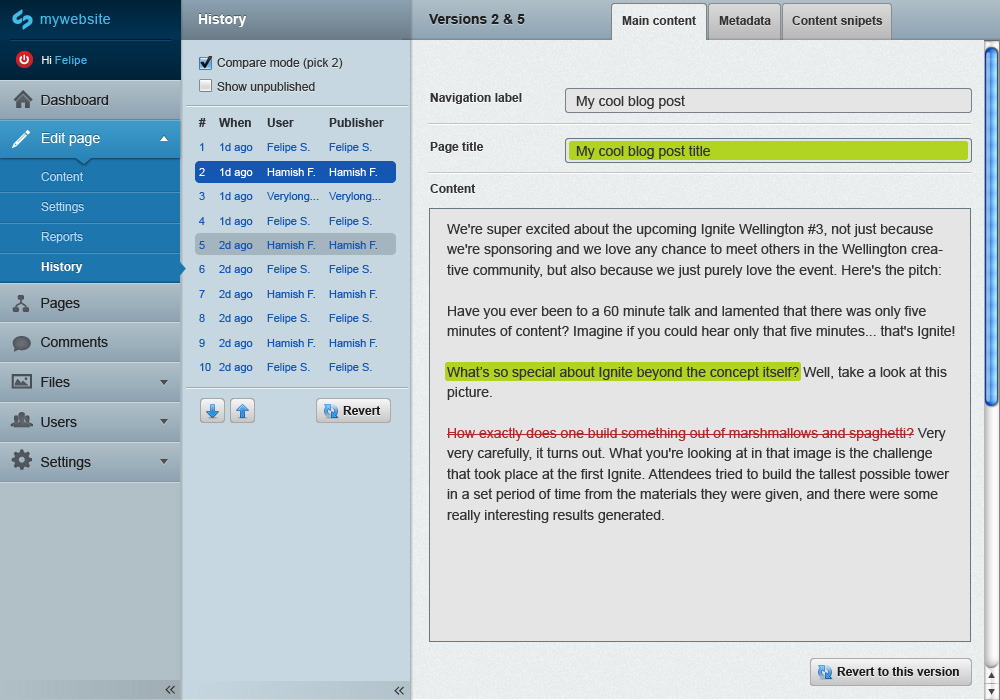 mywebsite
Hi Felipe
Dashboard
Edit page
Content
Settings
Reports
History
Pages
Comments
Files
Users
Settings
History
Compare mode (pick 2)
Show unpublished
# When User Publisher
1 1d ago Felipe S. Felipe S.
2 1d ago Hamish F. Hamish F.
3 1d ago Verylong... Verylong...
4 1d ago Felipe S. Felipe S.
5 2d ago Hamish F. Hamish F.
6 2d ago Felipe S. Felipe S.
7 2d ago Hamish F. Hamish F.
8 2d ago Felipe S. Felipe S.
9 2d ago Hamish F. Hamish F.
10 2d ago Felipe S. Felipe S.
Revert
Versions 2 & 5
Main content
Metadata
Content snipets
Navigation label My cool blog post
Page title My cool blog post title
Content
We're super excited about the upcoming Ignite Wellington #3, not just because
we're sponsoring and we love any chance to meet others in the Wellington crea-
tive community, but also because we just purely love the event. Here's the pitch:
Have you ever been to a 60 minute talk and lamented that there was only five
minutes of content? Imagine if you could hear only that five minutes... that's Ignite!
What's so special about Ignite beyond the concept itself? Well, take a look at this
picture.
How exactly does one build something out of marshmallows and spaghetti? Very
very carefully, it turns out. What you're looking at in that image is the challenge
that took place at the first Ignite. Attendees tried to build the tallest possible tower
in a set period of time from the materials they were given, and there were some
really interesting results generated.
Revert to this version